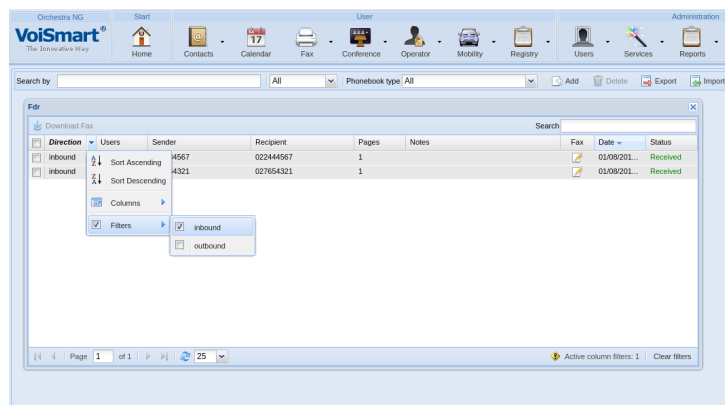 Orchestra NG Start User Administration
VoiSmart®
The Innovative Way
Home Contacts Calendar Fax Conference Operator Mobility Registry Users Services Reports
17
Search by All Phonebook type All Add Delete Export Import
Fdr
Download Fax Search
Direction Users Sender Recipient Pages Notes Fax Date Status
inbound 4567 022444567 1 01/08/201... Received
inbound 4321 027654321 1 01/08/201... Received
Sort Ascending
Sort Descending
Columns
Filters
inbound
outbound
Page 1 of 1 25 Active column filters: 1 Clear filters